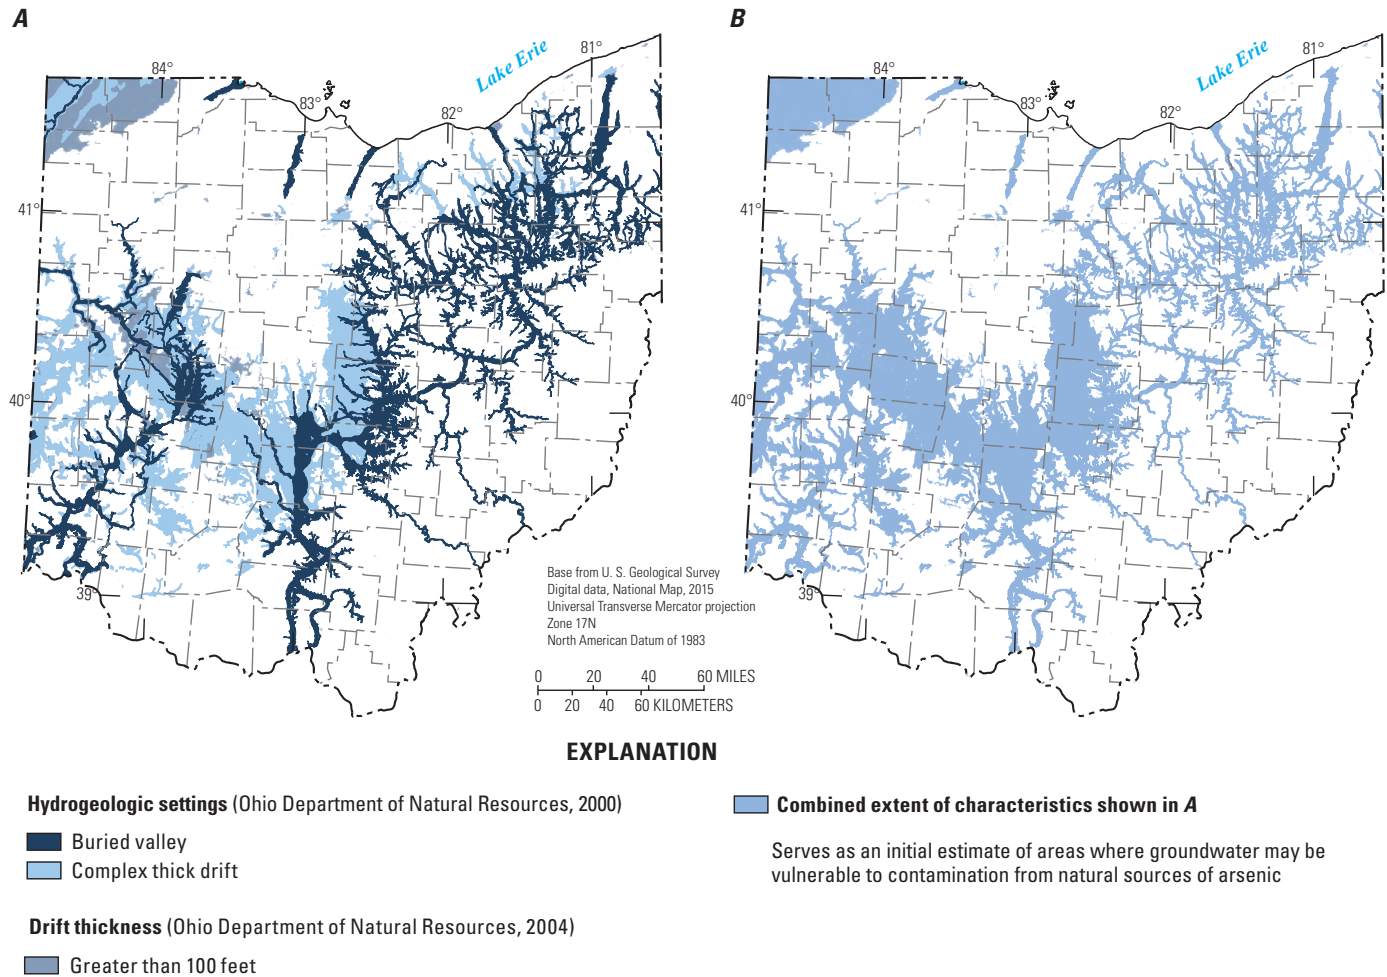 A
Lake Erie
81°
84°
83°
82°
41°
40°
39°
Base from U. S. Geological Survey
Digital data, National Map, 2015
Universal Transverse Mercator projection
Zone 17N
North American Datum of 1983
0 20 40 60 MILES
0 20 40 60 KILOMETERS
B
Lake Erie
81°
84°
83°
82°
41°
40°
39°
EXPLANATION
Hydrogeologic settings (Ohio Department of Natural Resources, 2000)
Buried valley
Complex thick drift
Drift thickness (Ohio Department of Natural Resources, 2004)
Greater than 100 feet
Combined extent of characteristics shown in A
Serves as an initial estimate of areas where groundwater may be
vulnerable to contamination from natural sources of arsenic